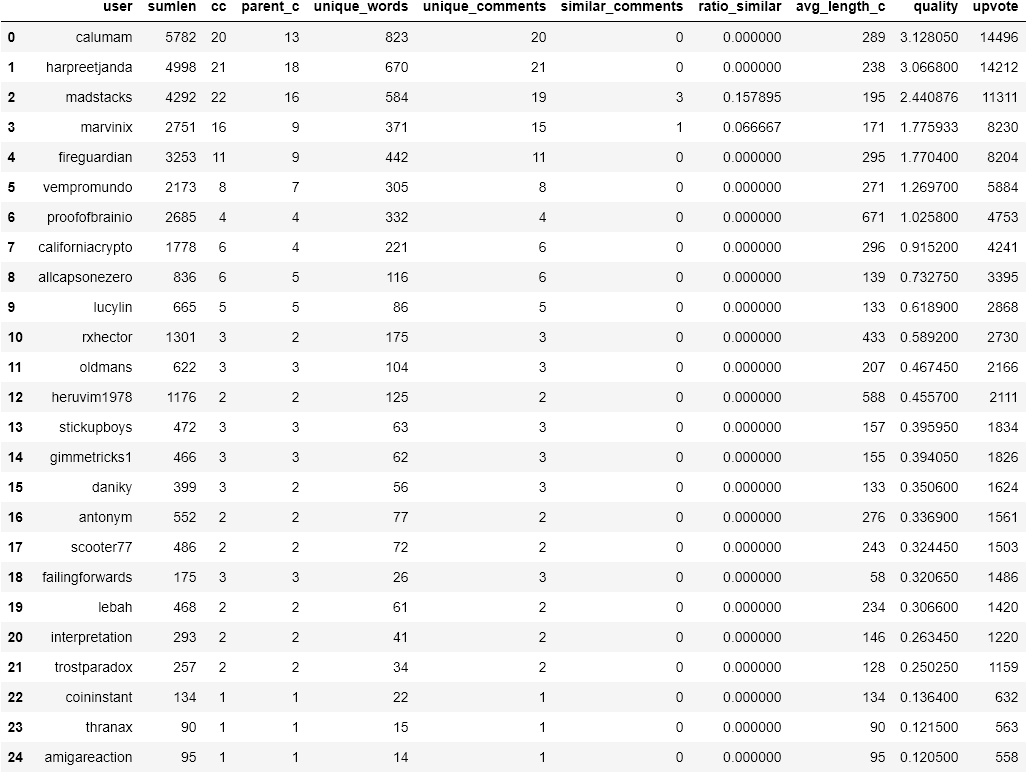 user sumlen cc parent_c unique_words unique_comments similar_comments ratio_similar avg_length_c quality upvote
0 calumam 5782 20 13 823 20 0 0.000000 289 3.128050 14496
1 harpreetjanda 4998 21 18 670 21 0 0.000000 238 3.066800 14212
2 madstacks 4292 22 16 584 19 3 0.157895 195 2.440876 11311
3 marvinix 2751 16 9 371 15 1 0.066667 171 1.775933 8230
4 fireguardian 3253 11 9 442 11 0 0.000000 295 1.770400 8204
5 vempromundo 2173 8 7 305 8 0 0.000000 271 1.269700 5884
6 proofofbrainio 2685 4 4 332 4 0 0.000000 671 1.025800 4753
7 californiacrypto 1778 6 4 221 6 0 0.000000 296 0.915200 4241
8 allcapsonezero 836 6 5 116 6 0 0.000000 139 0.732750 3395
9 lucylin 665 5 5 86 5 0 0.000000 133 0.618900 2868
10 rxhector 1301 3 2 175 3 0 0.000000 433 0.589200 2730
11 oldmans 622 3 3 104 3 0 0.000000 207 0.467450 2166
12 heruvim1978 1176 2 2 125 2 0 0.000000 588 0.455700 2111
13 stickupboys 472 3 3 63 3 0 0.000000 157 0.395950 1834
14 gimmetricks1 466 3 3 62 3 0 0.000000 155 0.394050 1826
15 daniky 399 3 2 56 3 0 0.000000 133 0.350600 1624
16 antonym 552 2 2 77 2 0 0.000000 276 0.336900 1561
17 scooter77 486 2 2 72 2 0 0.000000 243 0.324450 1503
18 failingforwards 175 3 3 26 3 0 0.000000 58 0.320650 1486
19 lebah 468 2 2 61 2 0 0.000000 234 0.306600 1420
20 interpretation 293 2 2 41 2 0 0.000000 146 0.263450 1220
21 trostparadox 257 2 2 34 2 0 0.000000 128 0.250250 1159
22 coininstant 134 1 1 22 1 0 0.000000 134 0.136400 632
23 thranax 90 1 1 15 1 0 0.000000 90 0.121500 563
24 amigareaction 95 1 1 14 1 0 0.000000 95 0.120500 558